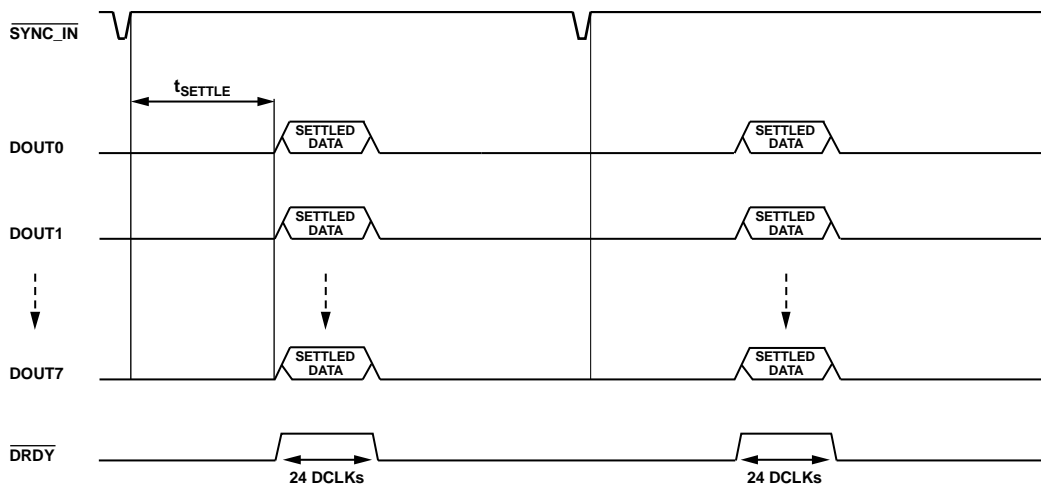 SYNC_IN
tSETTLE
DOUT0
SETTLED
DATA
SETTLED
DATA
DOUT1
SETTLED
DATA
SETTLED
DATA
DOUT7
SETTLED
DATA
SETTLED
DATA
DRDY
24 DCLKs
24 DCLKs